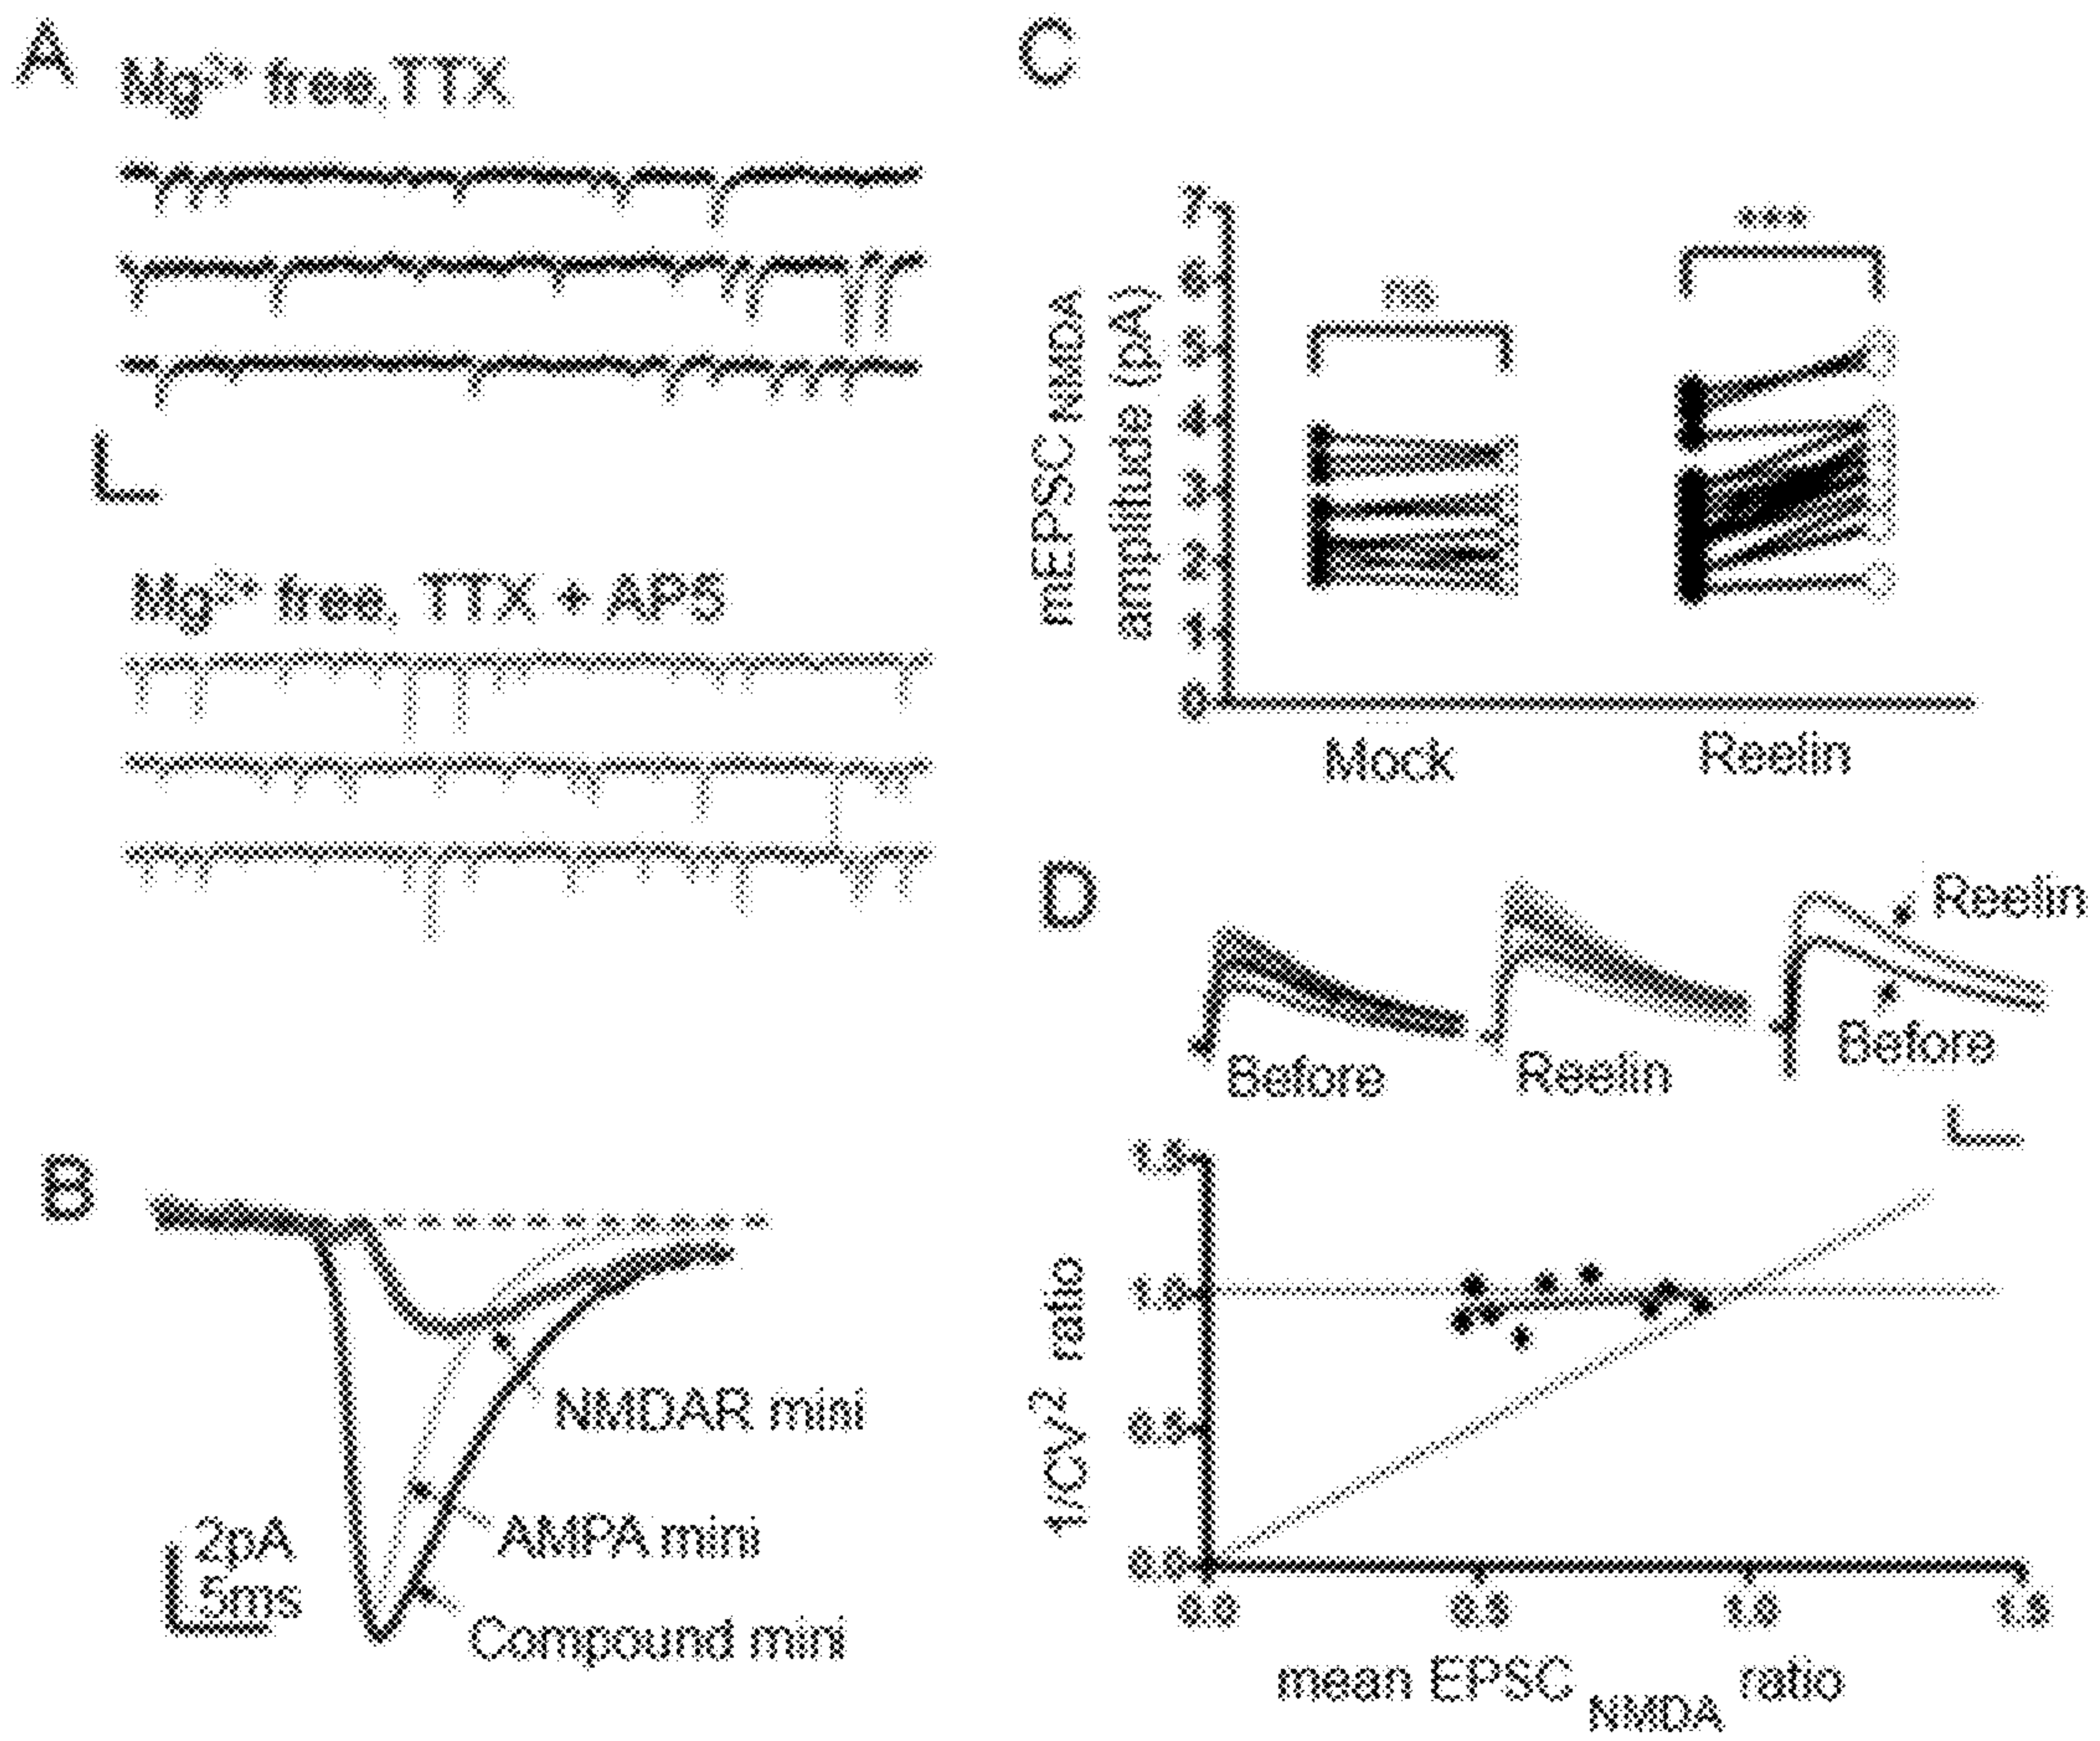 A
Mg²⁺ free, TTX
Mg²⁺ free, TTX + AP5
B
NMDAR mini
AMPA mini
Compound mini
2pA
5ms
C
mEPSC NMDA
amplitude (pA)
7
6
5
4
3
2
1
0
ns
***
Mock
Reelin
D
Before
Reelin
Reelin
Before
1/CV² ratio
1.5
1.0
0.5
0.0
0.0 0.5 1.0 1.5
mean EPSC NMDA ratio